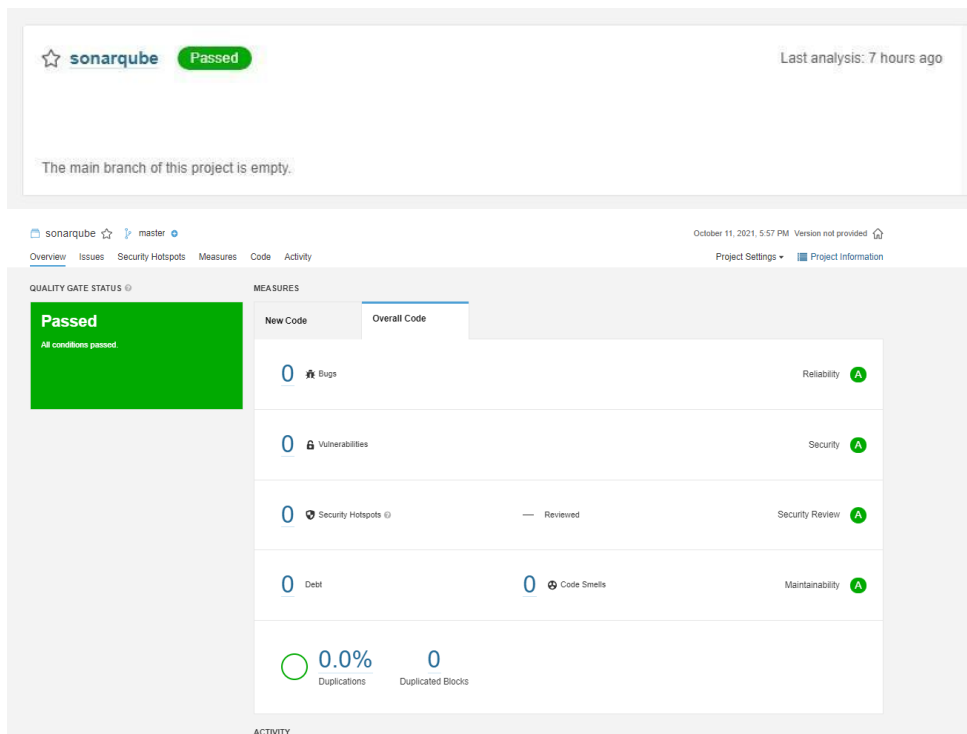 sonarqube Passed Last analysis: 7 hours ago
The main branch of this project is empty.
sonarqube master October 11, 2021, 5:57 PM Version not provided
Overview Issues Security Hotspots Measures Code Activity Project Settings Project Information
QUALITY GATE STATUS MEASURES
Passed
All conditions passed.
New Code Overall Code
0 Bugs Reliability A
0 Vulnerabilities Security A
0 Security Hotspots — Reviewed Security Review A
0 Debt 0 Code Smells Maintainability A
0.0% 0
Duplications Duplicated Blocks
ACTIVITY